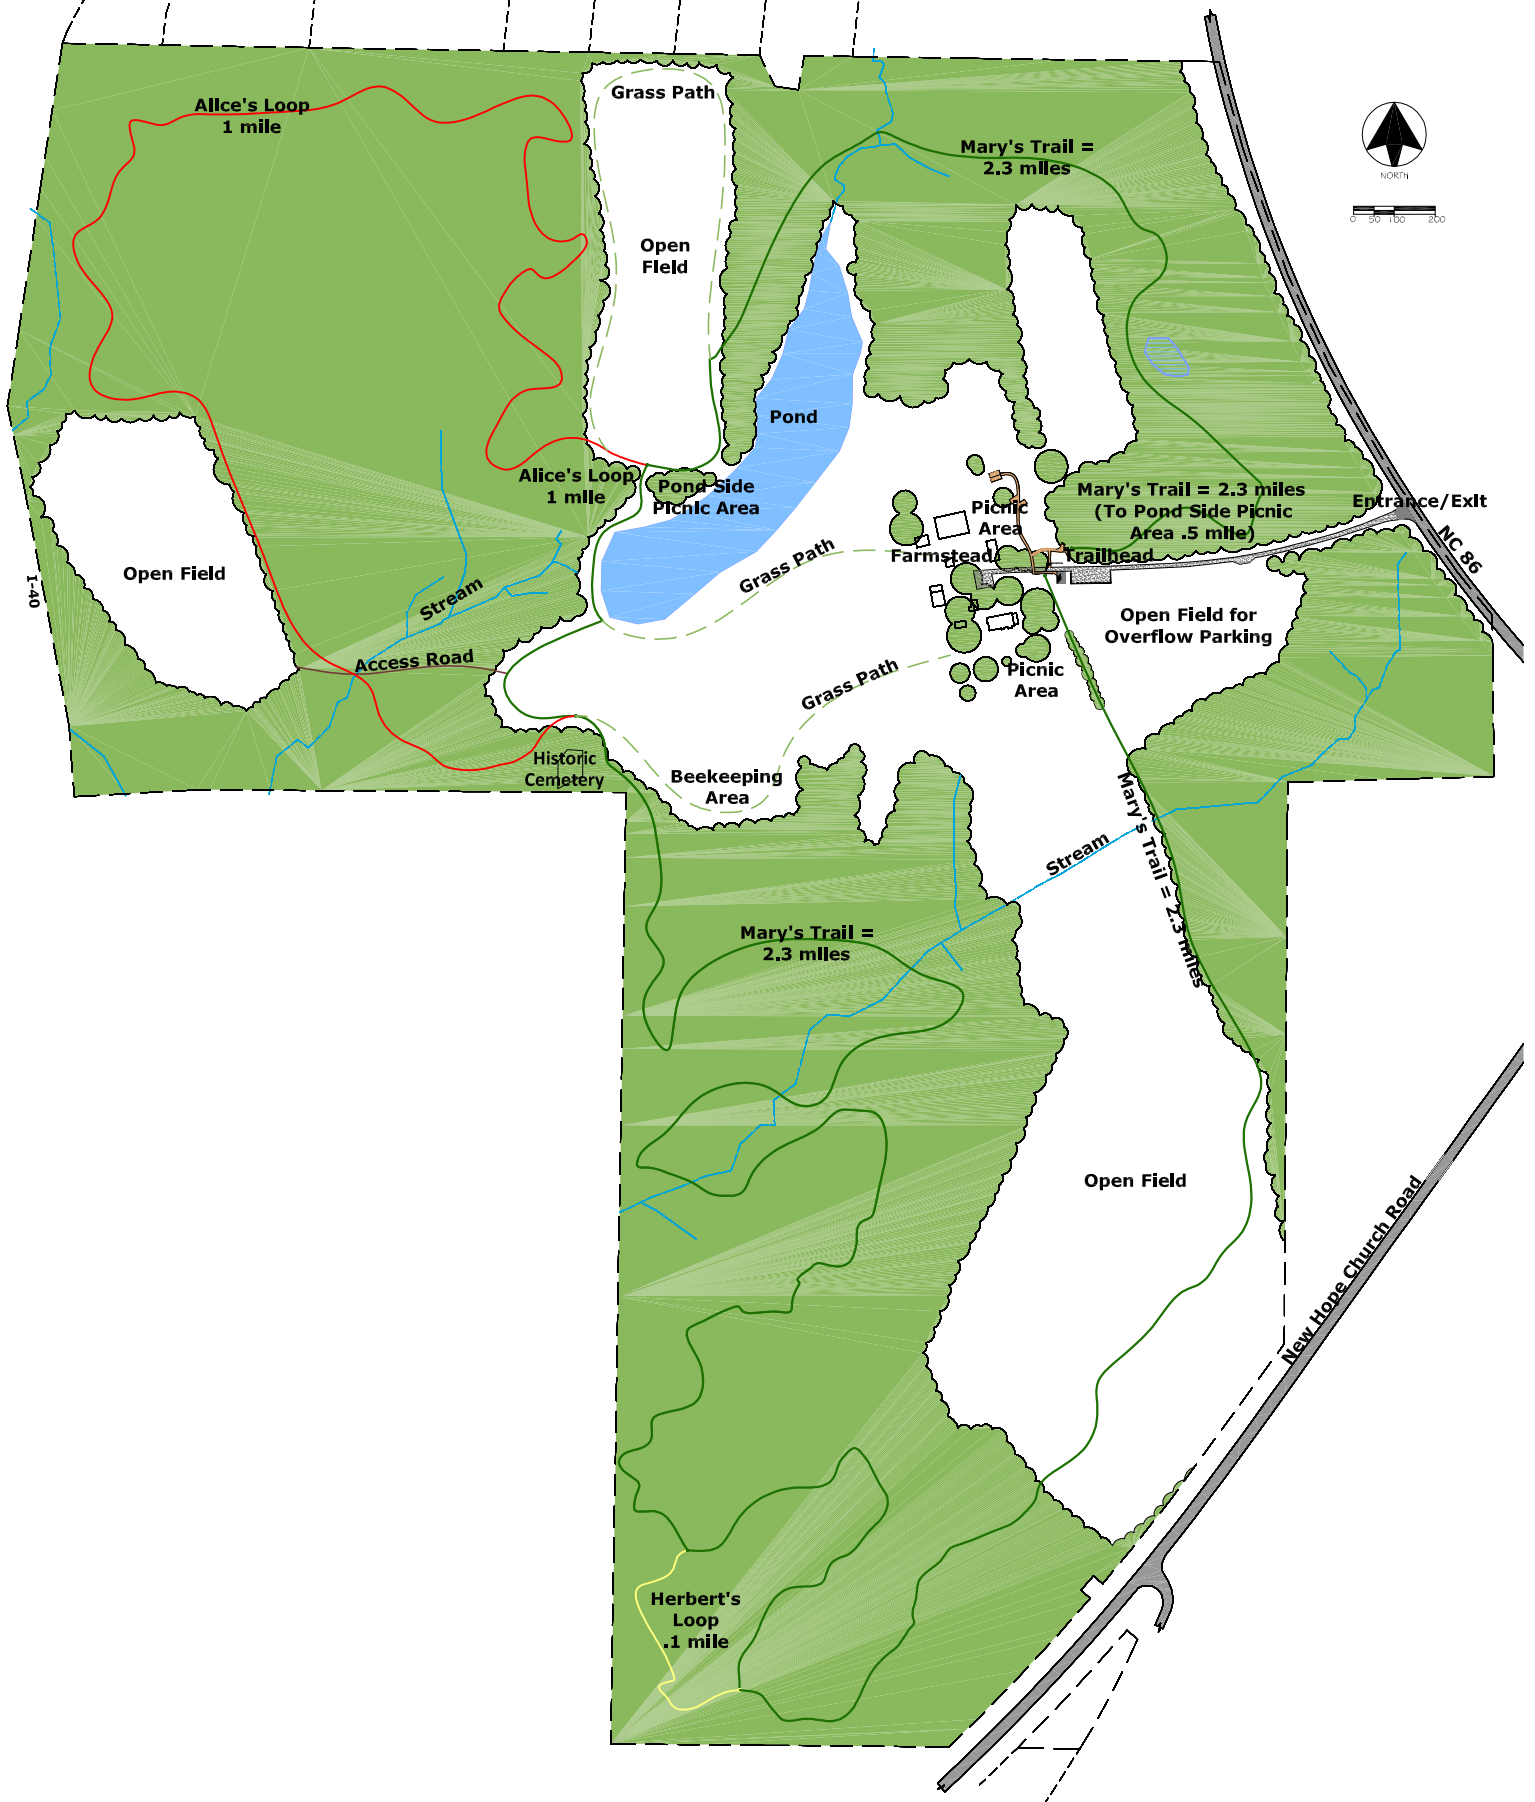 Grass Path
Alice's Loop
1 mile
Mary's Trail =
2.3 miles
NORTH
0 50 100 200
Open
Field
Pond
Alice's Loop
1 mile
Pond Side
Picnic Area
Mary's Trail = 2.3 miles
(To Pond Side Picnic
Area .5 mile)
Entrance/Exit
NC 86
Picnic
Area
Farmstead
Trailhead
Grass Path
I-40
Open Field
Stream
Open Field for
Overflow Parking
Access Road
Grass Path
Picnic
Area
Historic
Cemetery
Beekeeping
Area
Mary's Trail = 2.3 miles
Stream
Mary's Trail =
2.3 miles
Open Field
New Hope Church Road
Herbert's
Loop
.1 mile